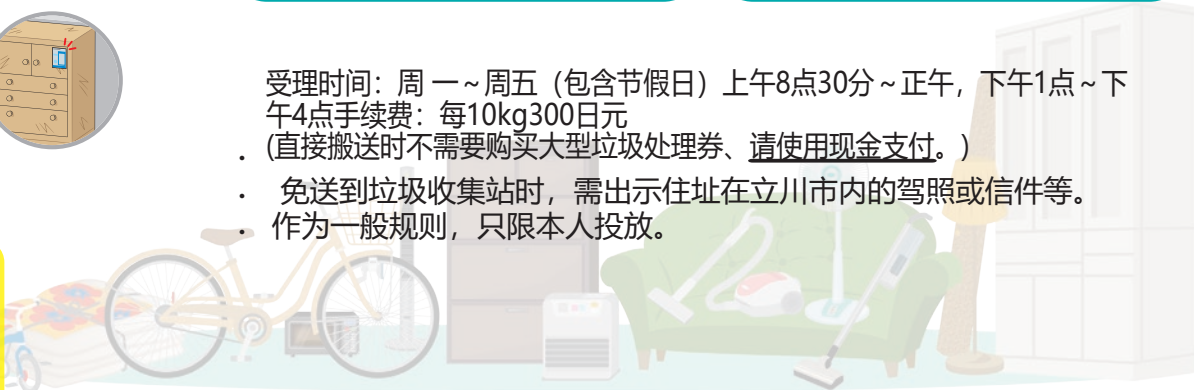 受理时间：周 一～周五（包含节假日）上午8点30分～正午，下午1点～下
午4点手续费：每10kg300日元
(直接搬送时不需要购买大型垃圾处理券、请使用现金支付。)
· 免送到垃圾收集站时，需出示住址在立川市内的驾照或信件等。
· 作为一般规则，只限本人投放。